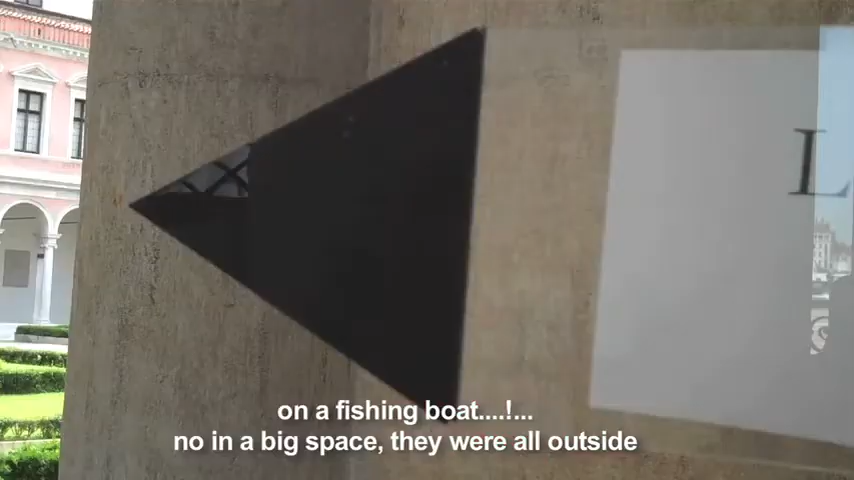 L
on a fishing boat....!...
no in a big space, they were all outside